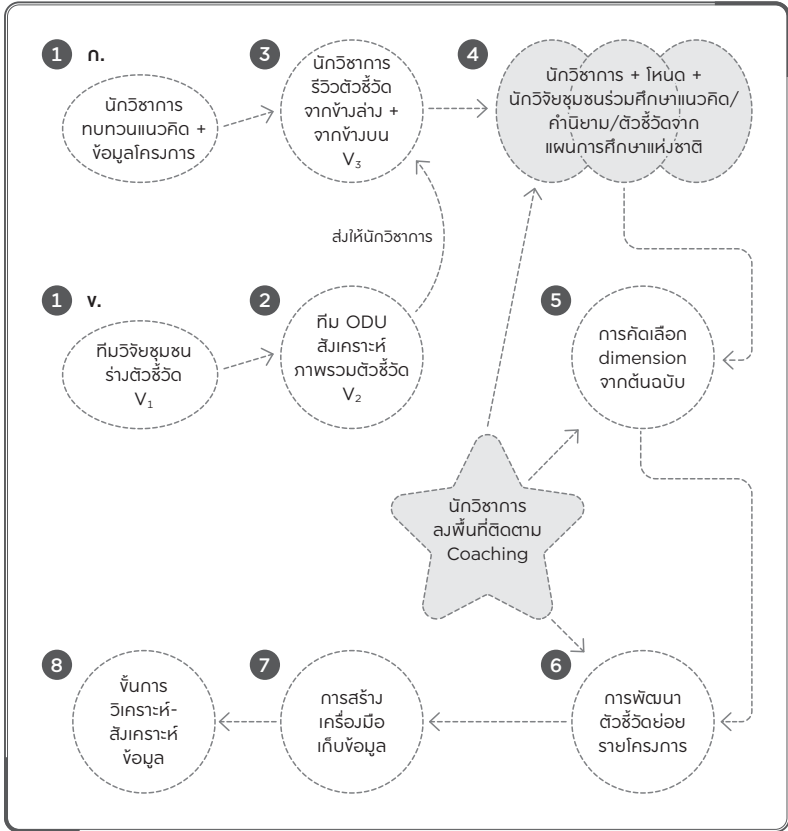 1 ก.
นักวิชาการ
ทบทวนแนวคิด +
ข้อมูลโครงการ
3
นักวิชาการ
รีวิวตัวชี้วัด
จากข้างล่าง +
จากข้างบน
V₃
4
นักวิชาการ + โหนด +
นักวิจัยชุมชนร่วมศึกษาแนวคิด/
คำนิยาม/ตัวชี้วัดจาก
แผนการศึกษาแห่งชาติ
ส่งให้นักวิชาการ
1 ข.
ทีมวิจัยชุมชน
ร่างตัวชี้วัด
V₁
2
ทีม ODU
สังเคราะห์
ภาพรวมตัวชี้วัด
V₂
5
การคัดเลือก
dimension
จากต้นฉบับ
นักวิชาการ
ลงพื้นที่ติดตาม
Coaching
6
การพัฒนา
ตัวชี้วัดย่อย
รายโครงการ
7
การสร้าง
เครื่องมือ
เก็บข้อมูล
8
ขั้นการ
วิเคราะห์-
สังเคราะห์
ข้อมูล